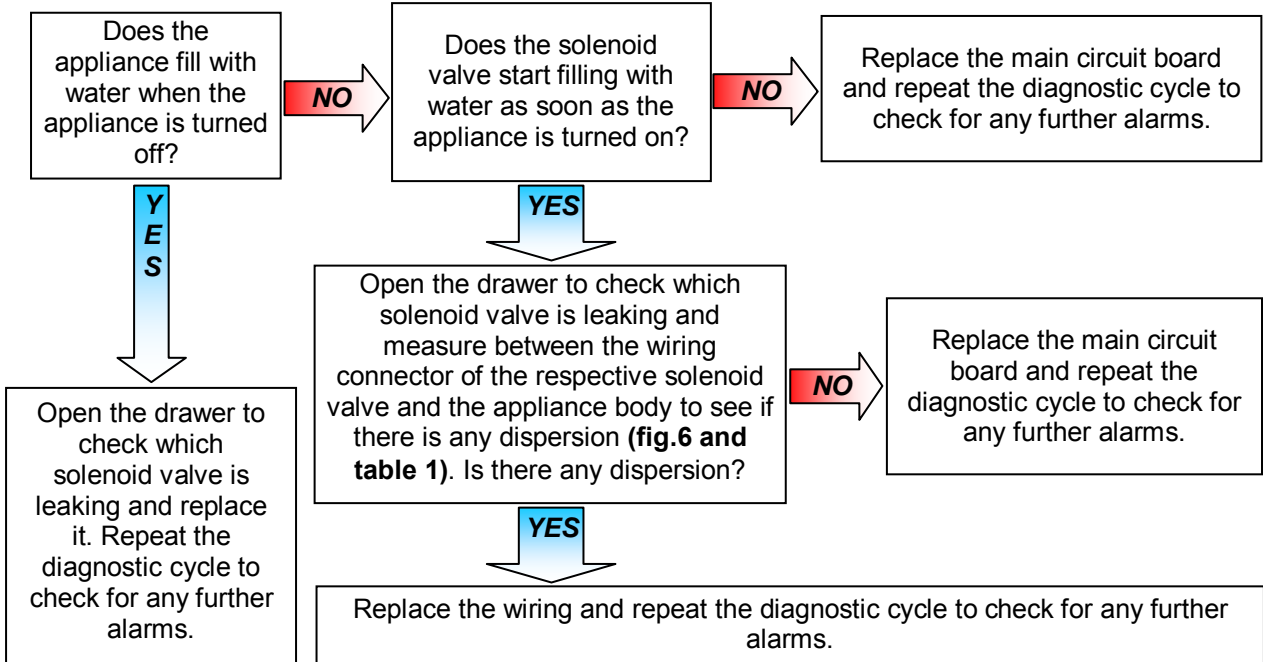 Does the
appliance fill with
water when the
appliance is turned
off?
NO
Does the solenoid
valve start filling with
water as soon as the
appliance is turned on?
NO
Replace the main circuit board
and repeat the diagnostic cycle to
check for any further alarms.
Y
E
S
YES
Open the drawer to check which
solenoid valve is leaking and
measure between the wiring
connector of the respective solenoid
valve and the appliance body to see if
there is any dispersion (fig.6 and
table 1). Is there any dispersion?
NO
Replace the main circuit
board and repeat the
diagnostic cycle to check for
any further alarms.
Open the drawer to
check which
solenoid valve is
leaking and replace
it. Repeat the
diagnostic cycle to
check for any further
alarms.
YES
Replace the wiring and repeat the diagnostic cycle to check for any further
alarms.